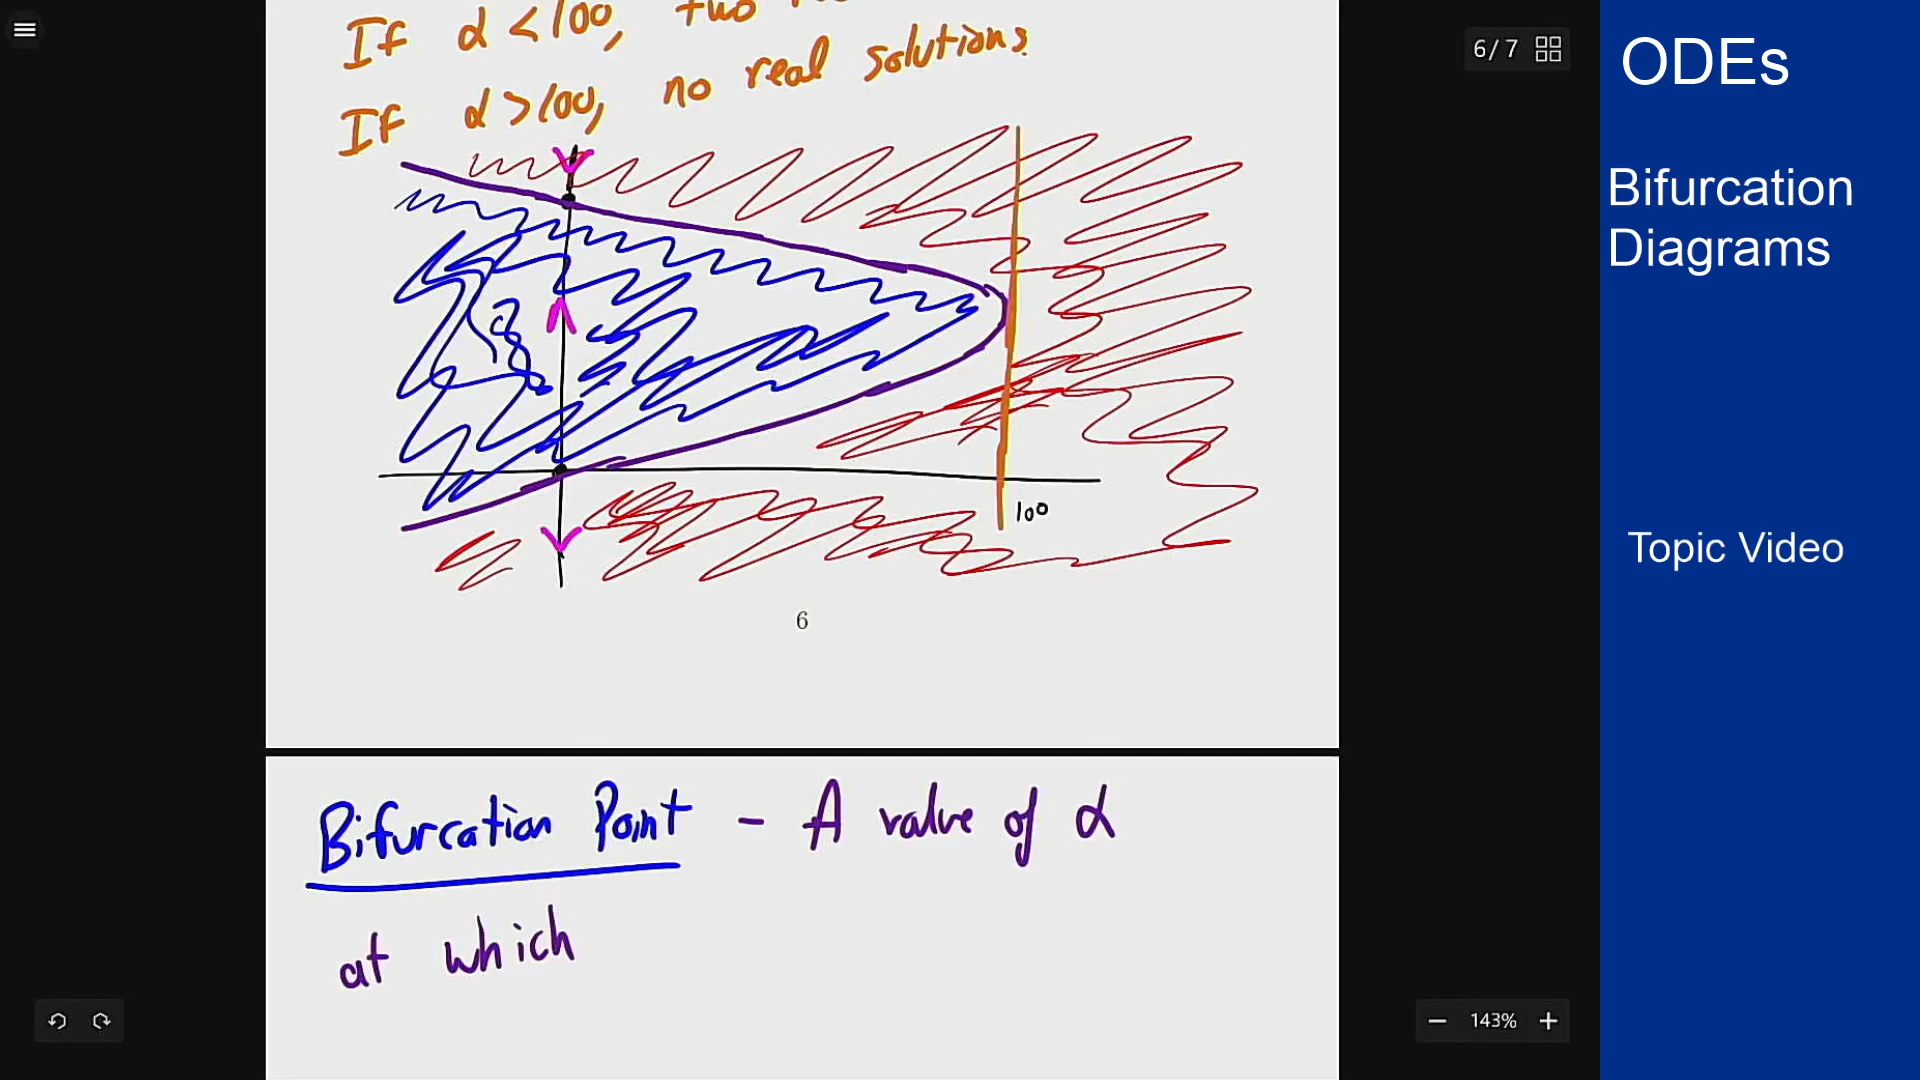 If α < 100, two
If α > 100, no real solutions.
100
6
Bifurcation Point - A value of α
at which
6/7
ODEs
Bifurcation
Diagrams
Topic Video
143%